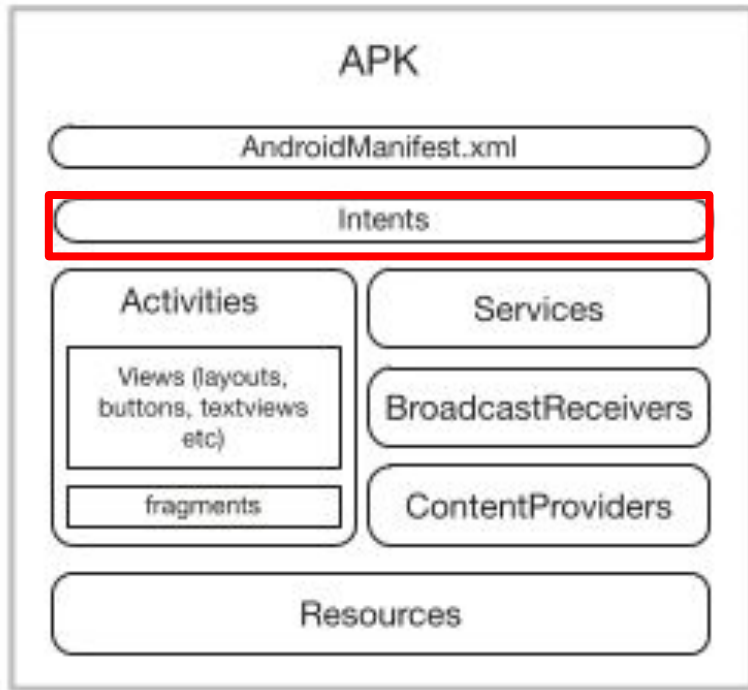 APK
AndroidManifest.xml
Intents
Activities
Views (layouts,
buttons, textviews
etc)
fragments
Services
BroadcastReceivers
ContentProviders
Resources